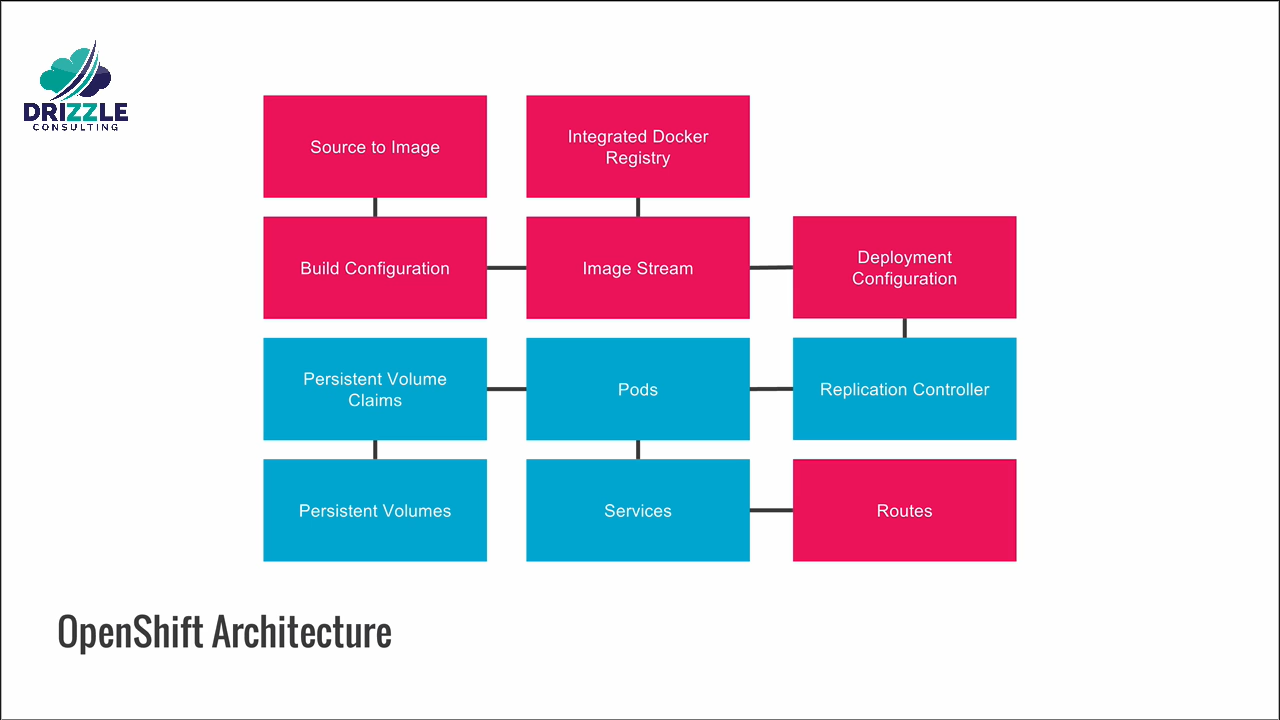 DRIZZLE
CONSULTING
Source to Image
Integrated Docker
Registry
Build Configuration
Image Stream
Deployment
Configuration
Persistent Volume
Claims
Pods
Replication Controller
Persistent Volumes
Services
Routes
OpenShift Architecture